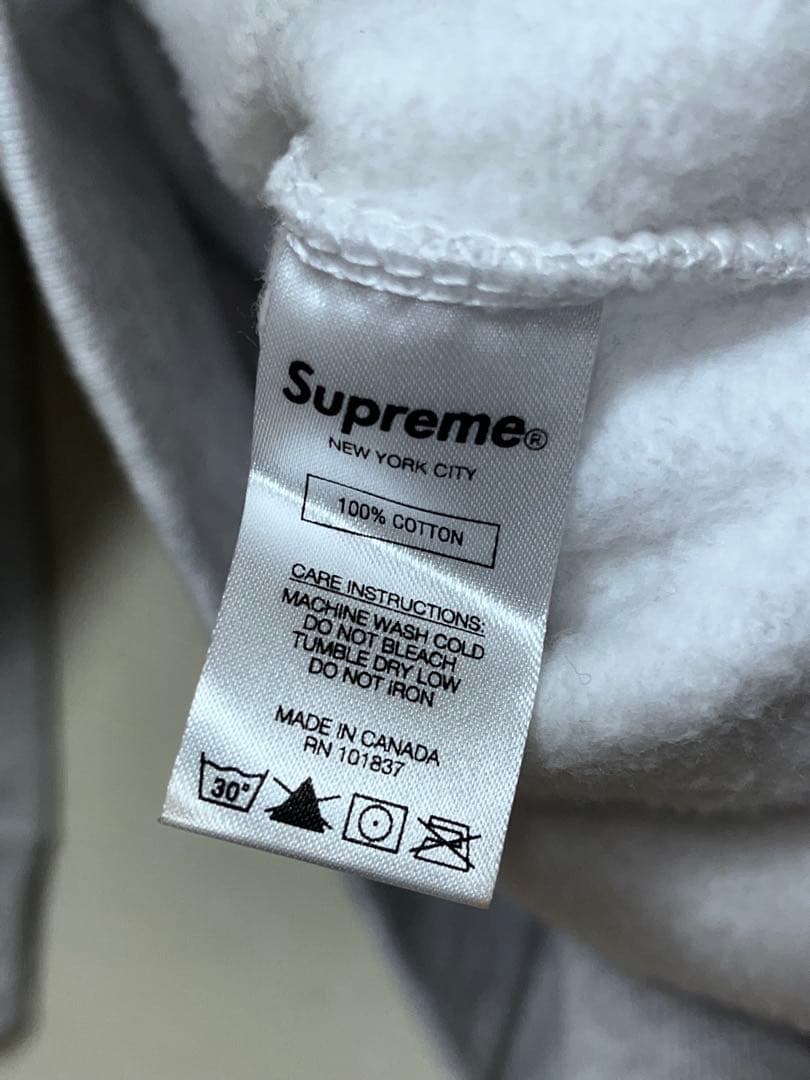 Supreme®
NEW YORK CITY
100% COTTON
CARE INSTRUCTIONS:
MACHINE WASH COLD
DO NOT BLEACH
TUMBLE DRY LOW
DO NOT IRON
MADE IN CANADA
RN 101837
30°